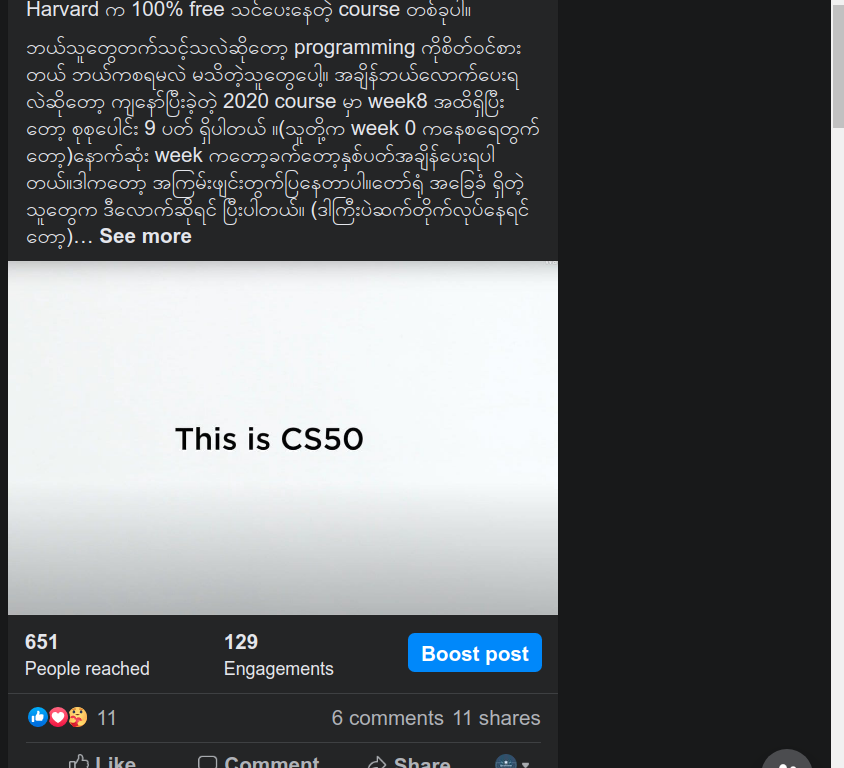 Harvard က 100% free သင်ပေးနေတဲ့ course တစ်ခုပါ။
ဘယ်သူတွေတက်သင့်သလဲဆိုတော့ programming ကိုစိတ်ဝင်စား
တယ် ဘယ်ကစရမလဲ မသိတဲ့သူတွေပေါ့။ အချိန်ဘယ်လောက်ပေးရ
လဲဆိုတော့ ကျနော်ပြီးခဲ့တဲ့ 2020 course မှာ week8 အထိရှိပြီး
တော့ စုစုပေါင်း 9 ပတ် ရှိပါတယ် ။(သူတို့က week 0 ကနေစရေတွက်
တော့)နောက်ဆုံး week ကတော့ခက်တော့နှစ်ပတ်အချိန်ပေးရပါ
တယ်။ဒါကတော့ အကြမ်းဖျင်းတွက်ပြနေတာပါ။တော်ရုံ အခြေခံ ရှိတဲ့
သူတွေက ဒီလောက်ဆိုရင် ပြီးပါတယ်။ (ဒါကြီးပဲဆက်တိုက်လုပ်နေရင်
တော့)... See more
This is CS50
651 129
People reached Engagements Boost post
11 6 comments 11 shares
Like Comment Share